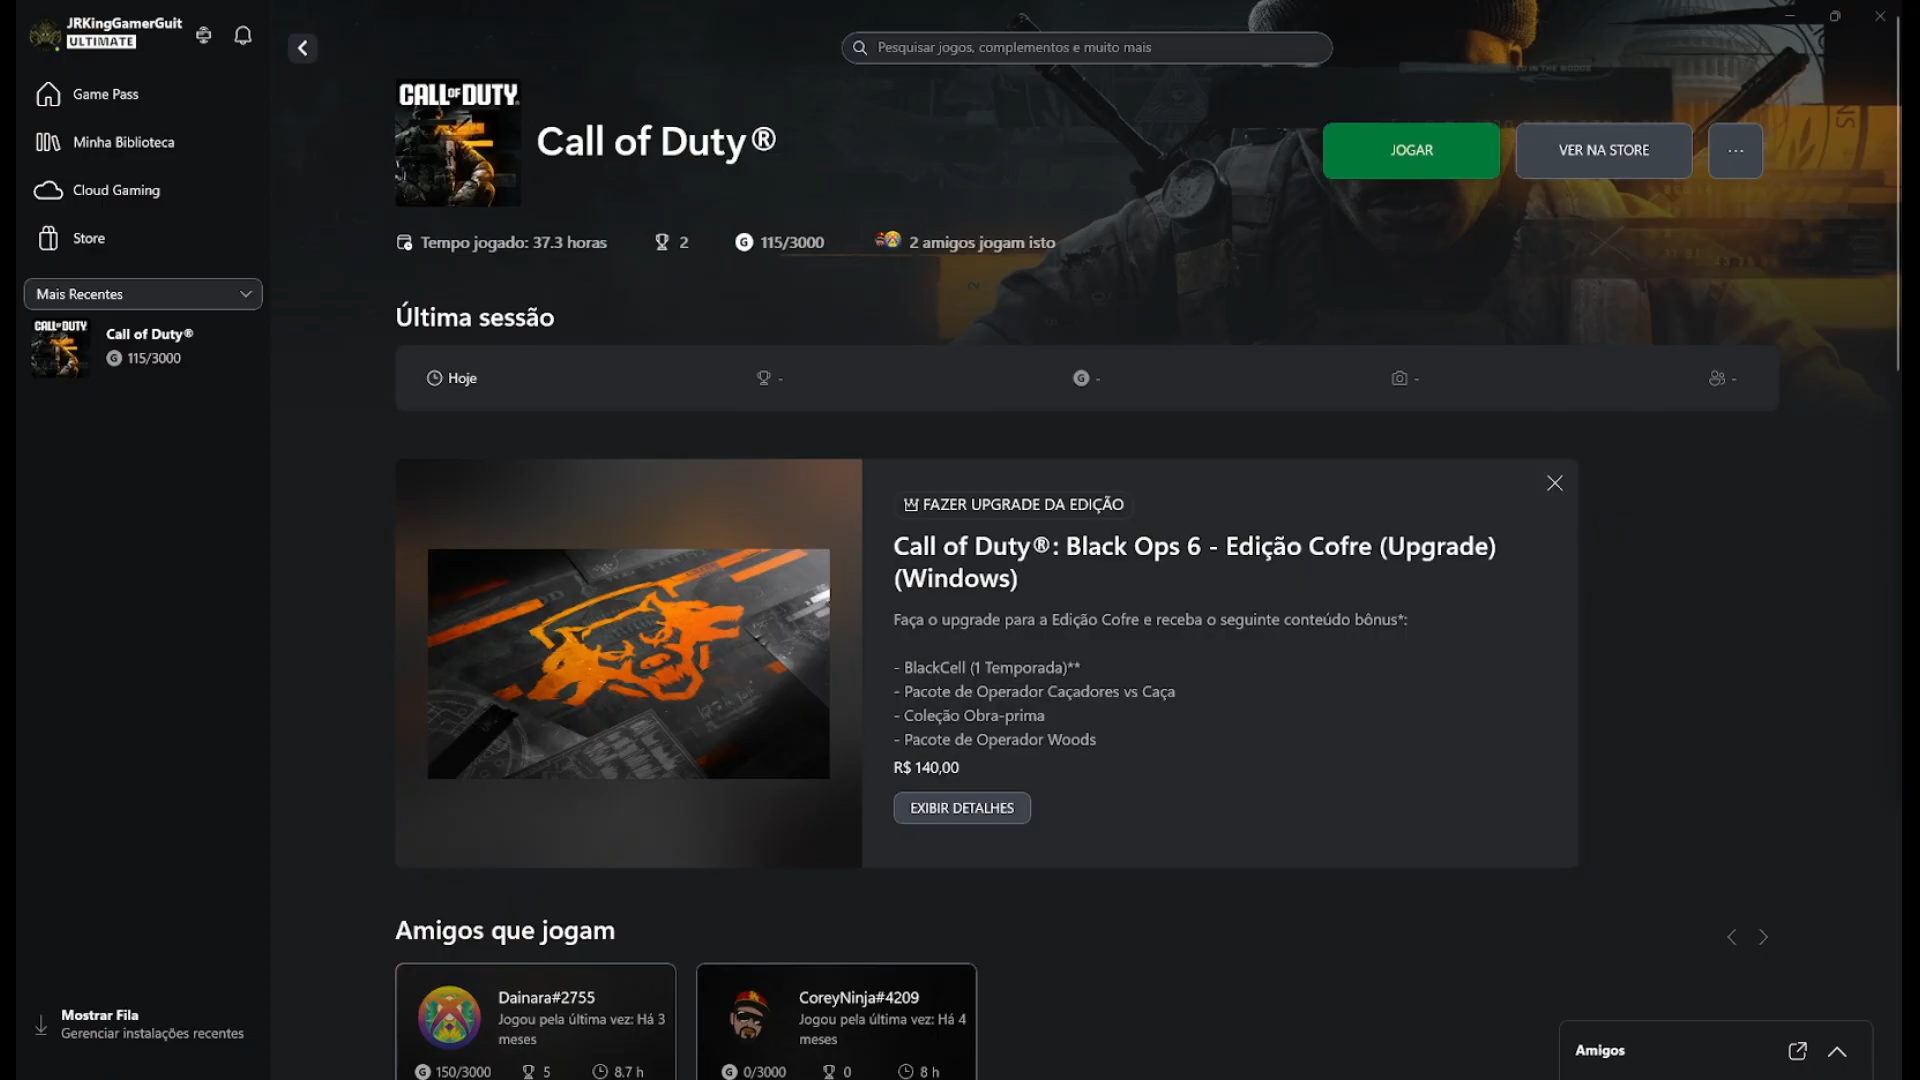 JRKingGamerGuit
ULTIMATE
Game Pass
Minha Biblioteca
Cloud Gaming
Store
Mais Recentes
CALL OF DUTY
Call of Duty®
115/3000
Mostrar Fila
Gerenciar instalações recentes
Pesquisar jogos, complementos e muito mais
CALL OF DUTY
Call of Duty®
JOGAR
VER NA STORE
...
Tempo jogado: 37.3 horas
2
115/3000
2 amigos jogam isto
Última sessão
Hoje
-
-
-
-
FAZER UPGRADE DA EDIÇÃO
Call of Duty®: Black Ops 6 - Edição Cofre (Upgrade)
(Windows)
Faça o upgrade para a Edição Cofre e receba o seguinte conteúdo bônus*:
- BlackCell (1 Temporada)**
- Pacote de Operador Caçadores vs Caça
- Coleção Obra-prima
- Pacote de Operador Woods
R$ 140,00
EXIBIR DETALHES
Amigos que jogam
Dainara#2755
Jogou pela última vez: Há 3
meses
150/3000 5 8.7 h
CoreyNinja#4209
Jogou pela última vez: Há 4
meses
0/3000 0 8 h
Amigos